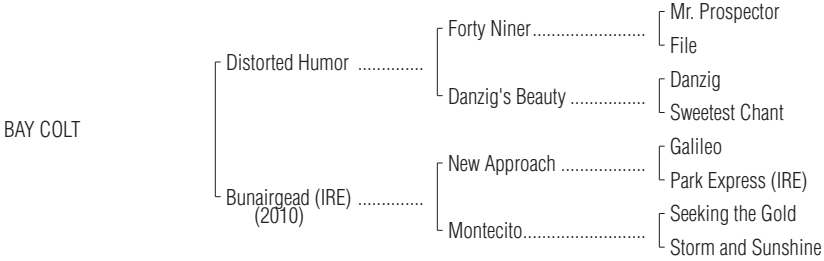 Mr. Prospector
Forty Niner........................
File
Distorted Humor ..............
Danzig
Danzig's Beauty ................
Sweetest Chant
BAY COLT
Galileo
New Approach ..................
Park Express (IRE)
Bunairgead (IRE) ..............
(2010)
Seeking the Gold
Montecito..........................
Storm and Sunshine